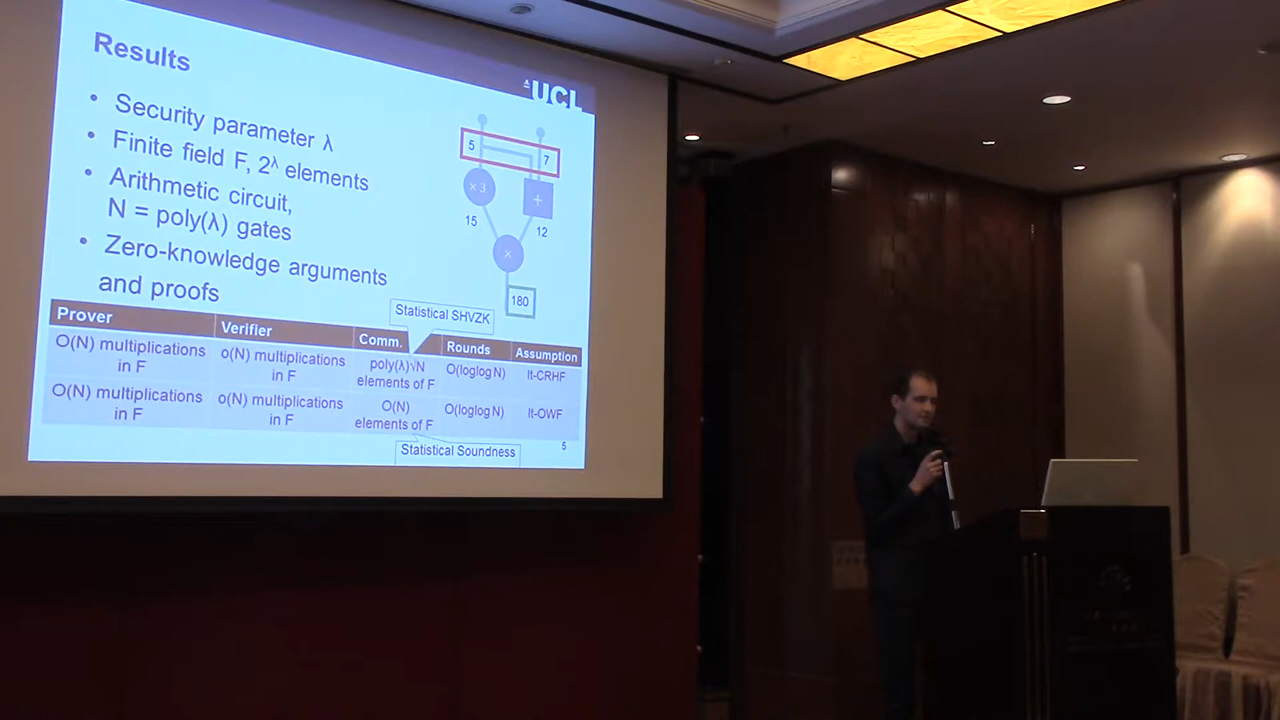 Results
UCL
• Security parameter λ
• Finite field F, 2^λ elements
• Arithmetic circuit,
N = poly(λ) gates
• Zero-knowledge arguments
and proofs
5
7
× 3
+
15
12
×
180
Statistical SHVZK
Prover Verifier Comm. Rounds Assumption
O(N) multiplications in F o(N) multiplications in F poly(λ)√N elements of F O(loglog N) lt-CRHF
O(N) multiplications in F o(N) multiplications in F O(N) elements of F O(loglog N) lt-OWF
Statistical Soundness
5